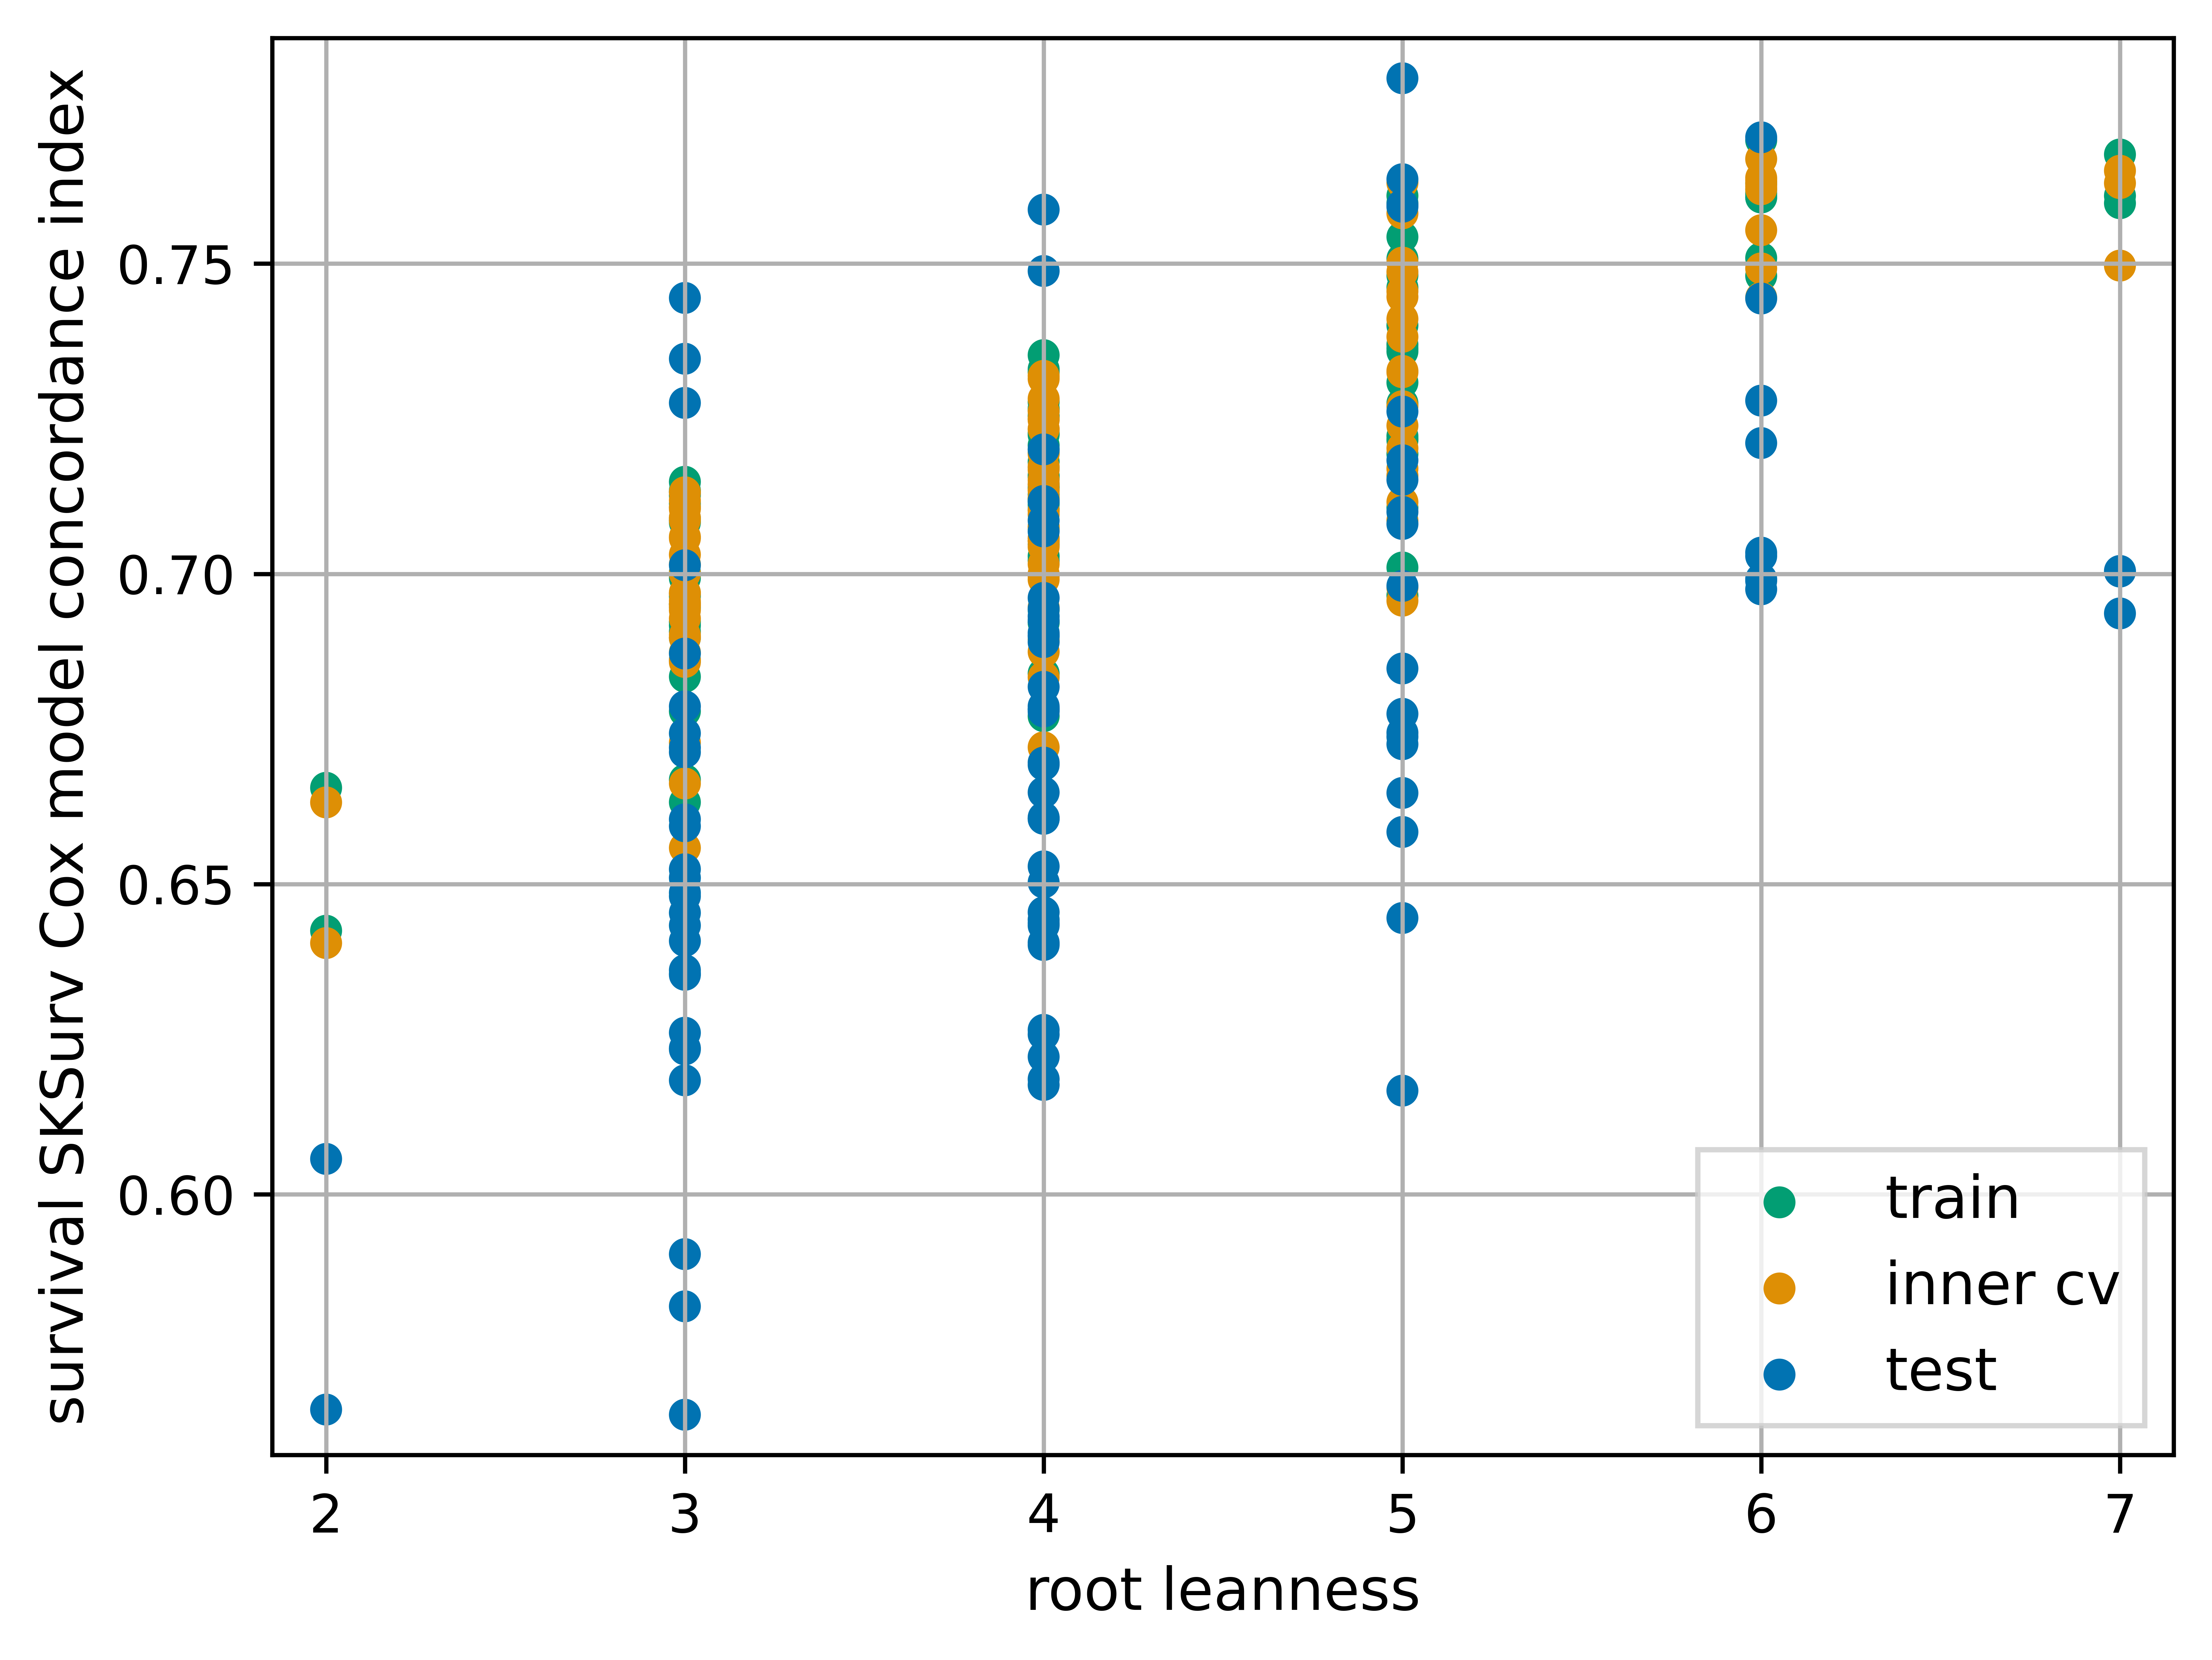 survival SKSurv Cox model concordance index
0.75
0.70
0.65
0.60
2 3 4 5 6 7
root leanness
train
inner cv
test